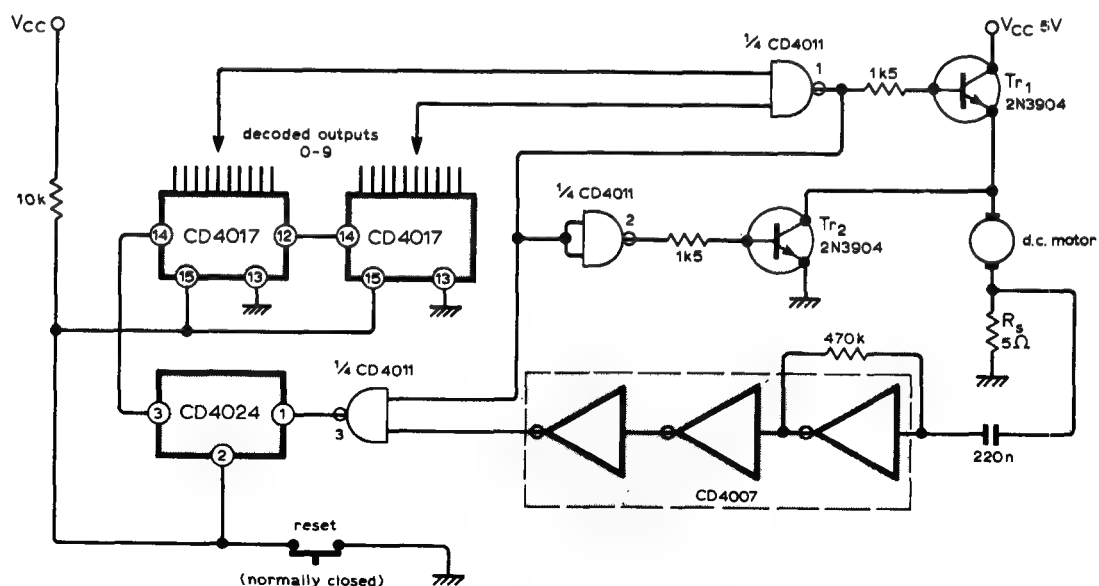 VCC
VCC 5V
¼ CD4011
1
1k5
Tr1
2N3904
decoded outputs
0-9
10k
14
CD4017
12
14
CD4017
15
13
15
13
¼ CD4011
2
1k5
Tr2
2N3904
d.c. motor
Rs
5Ω
470k
¼ CD4011
3
CD4024
1
3
2
CD4007
220n
reset
(normally closed)